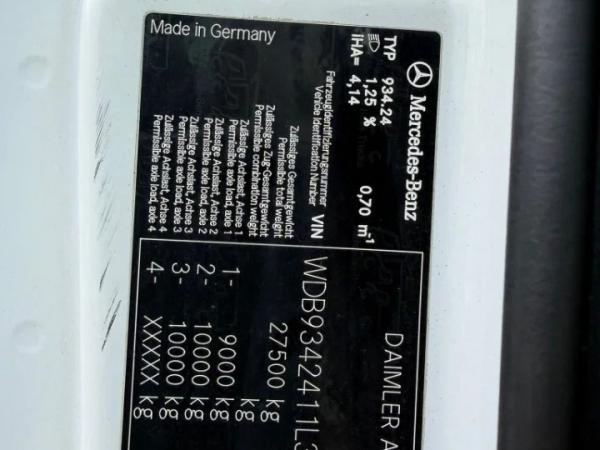 Mercedes-Benz
DAIMLER A
TYP 934.24
1,25 % 0,70 m⁻¹
iHA= 4,14
Fahrzeugidentifizierungsnummer
Vehicle Identification Number VIN WDB9342411L3
Zulässiges Gesamtgewicht
Permissible total weight 27500 kg
Zulässiges Zug-Gesamtgewicht
Permissible combination weight kg
Zulässige Achslast, Achse 1
Permissible axle load, axle 1 1- 9000 kg
Zulässige Achslast, Achse 2
Permissible axle load, axle 2 2- 10000 kg
Zulässige Achslast, Achse 3
Permissible axle load, axle 3 3- 10000 kg
Zulässige Achslast, Achse 4
Permissible axle load, axle 4 4- XXXXX kg
Made in Germany